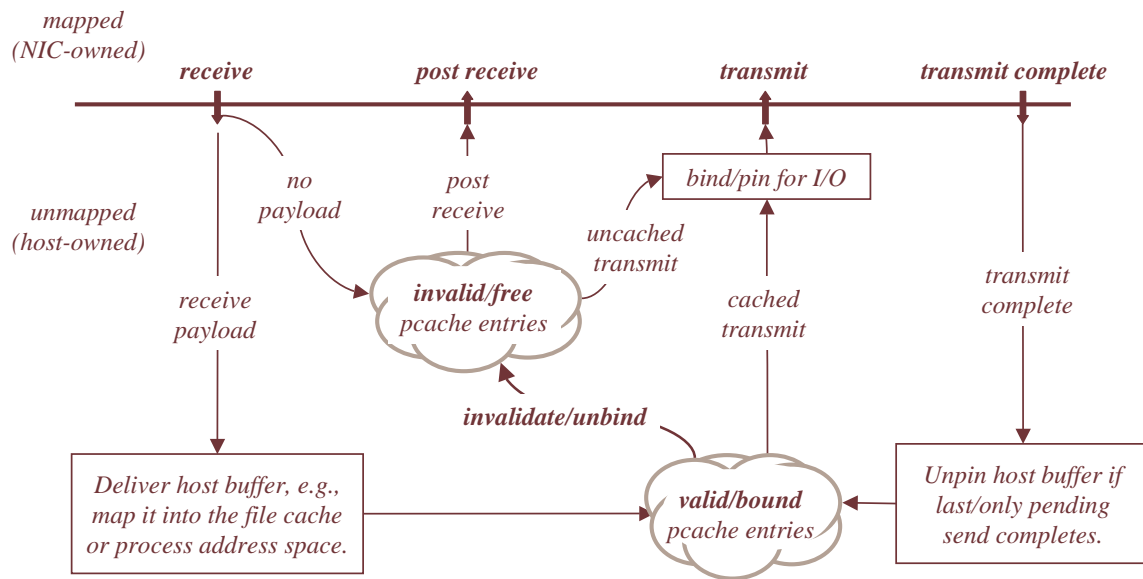 mapped
(NIC-owned)
receive
post receive
transmit
transmit complete
no
payload
post
receive
bind/pin for I/O
unmapped
(host-owned)
uncached
transmit
invalid/free
pcache entries
receive
payload
cached
transmit
transmit
complete
invalidate/unbind
Deliver host buffer, e.g.,
map it into the file cache
or process address space.
valid/bound
pcache entries
Unpin host buffer if
last/only pending
send completes.